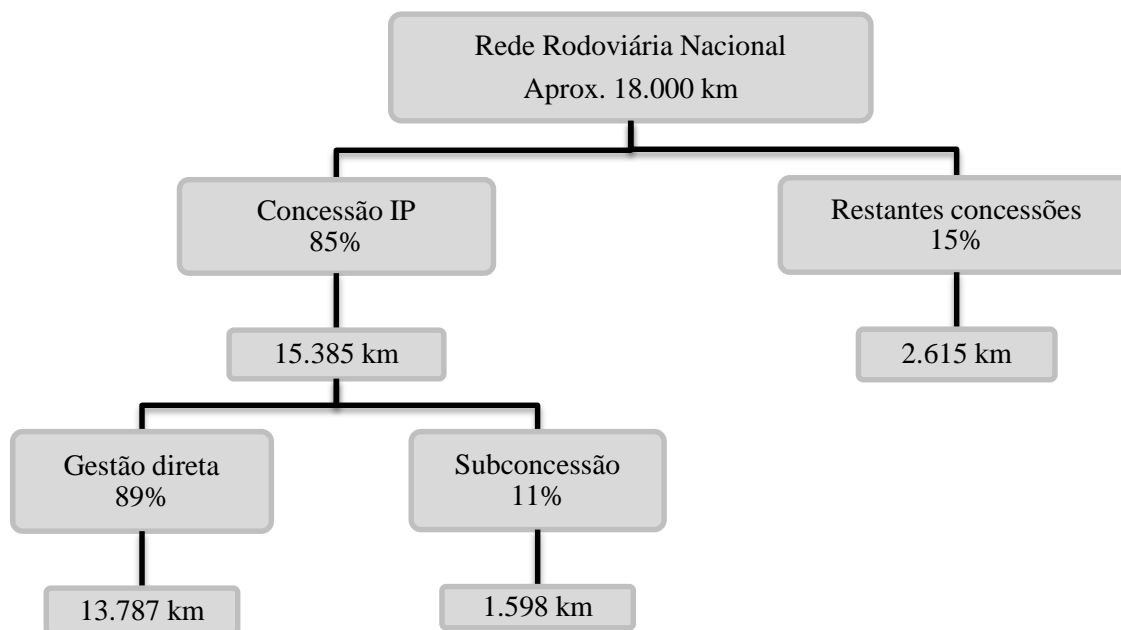 Rede Rodoviária Nacional
Aprox. 18.000 km
Concessão IP
85%
Restantes concessões
15%
15.385 km
2.615 km
Gestão direta
89%
Subconcessão
11%
13.787 km
1.598 km